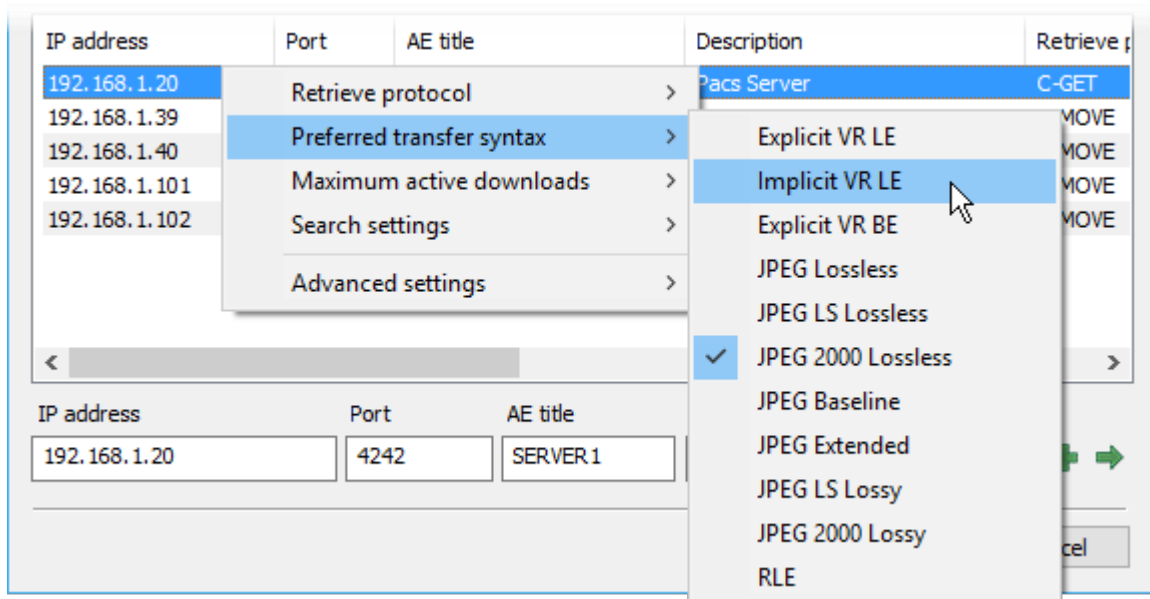 IP address Port AE title Description Retrieve
192.168.1.20 Pacs Server C-GET
192.168.1.39 MOVE
192.168.1.40 MOVE
192.168.1.101 MOVE
192.168.1.102 MOVE
Retrieve protocol
Preferred transfer syntax
Maximum active downloads
Search settings
Advanced settings
Explicit VR LE
Implicit VR LE
Explicit VR BE
JPEG Lossless
JPEG LS Lossless
JPEG 2000 Lossless
JPEG Baseline
JPEG Extended
JPEG LS Lossy
JPEG 2000 Lossy
RLE
IP address Port AE title
192.168.1.20 4242 SERVER1
cel